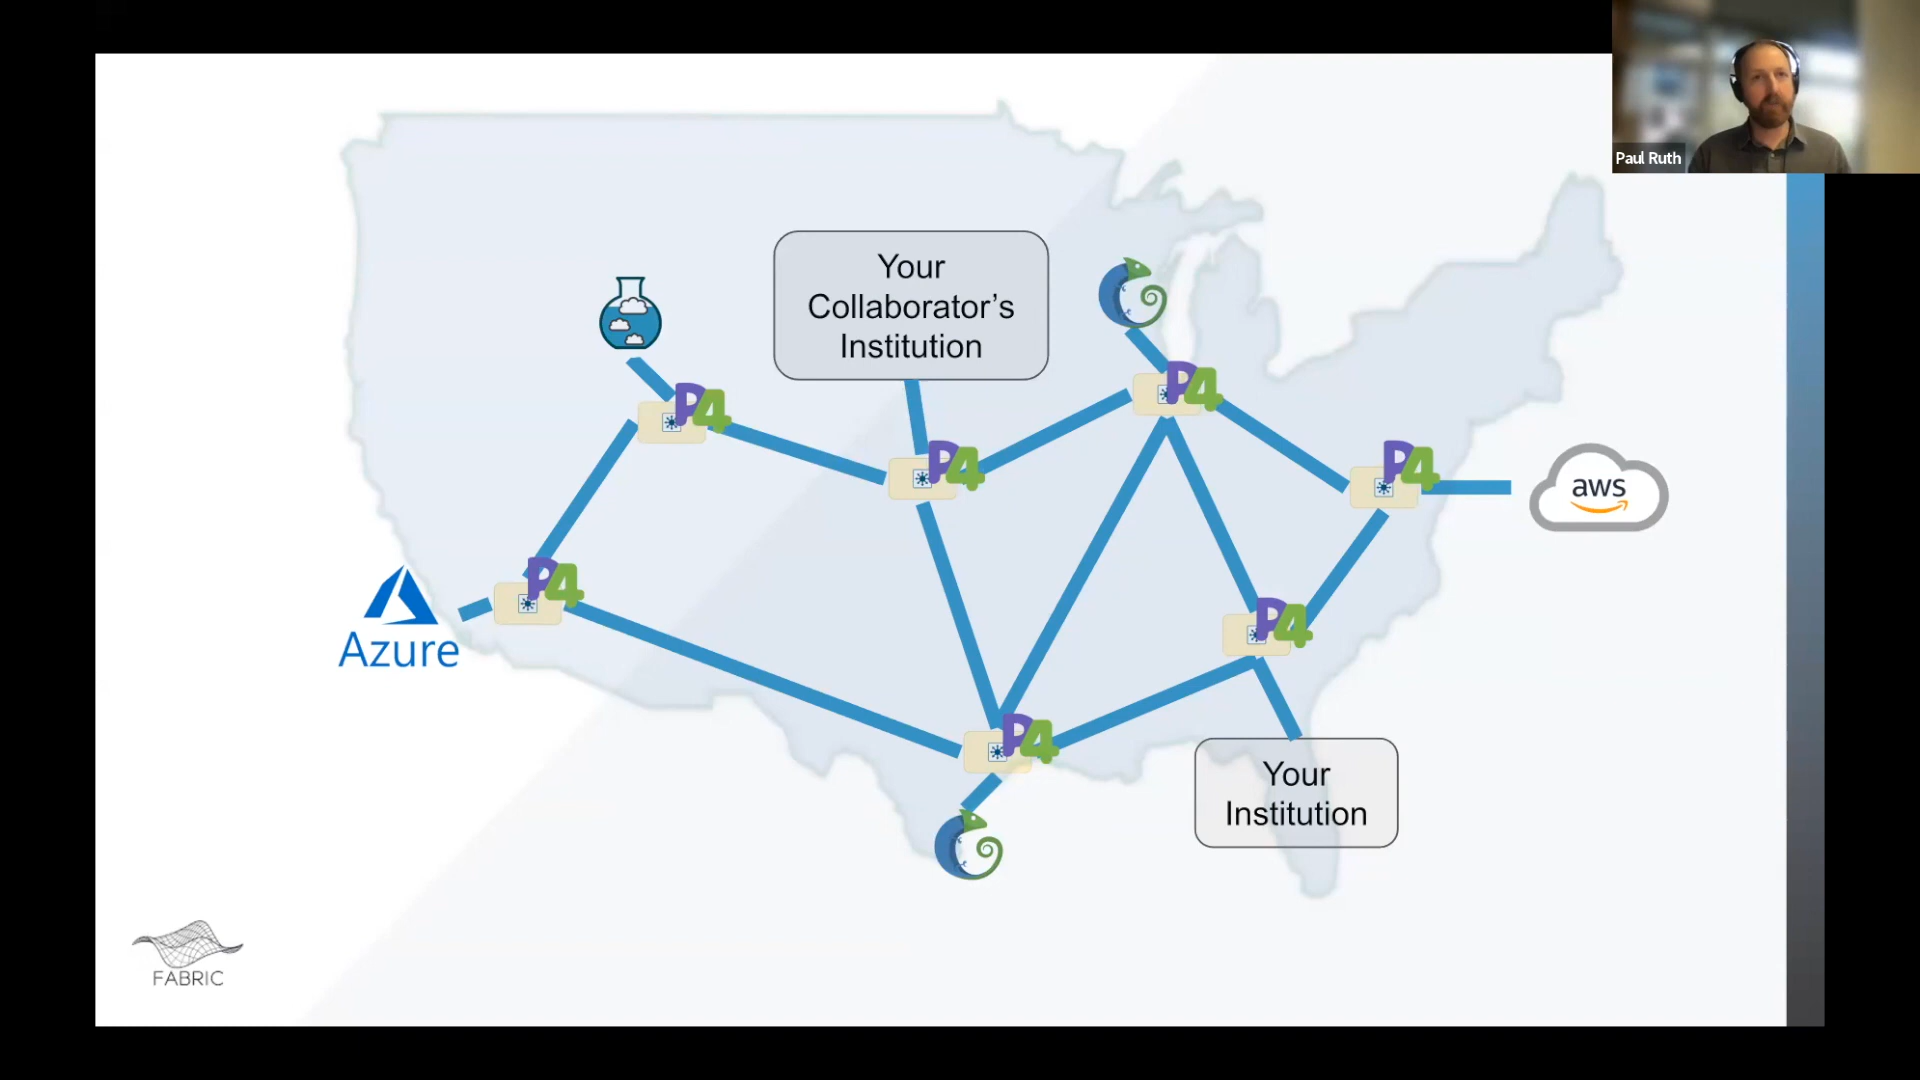 Paul Ruth
Your
Collaborator’s
Institution
P4
P4
P4
P4
P4
aws
P4
Azure
P4
Your
Institution
FABRIC